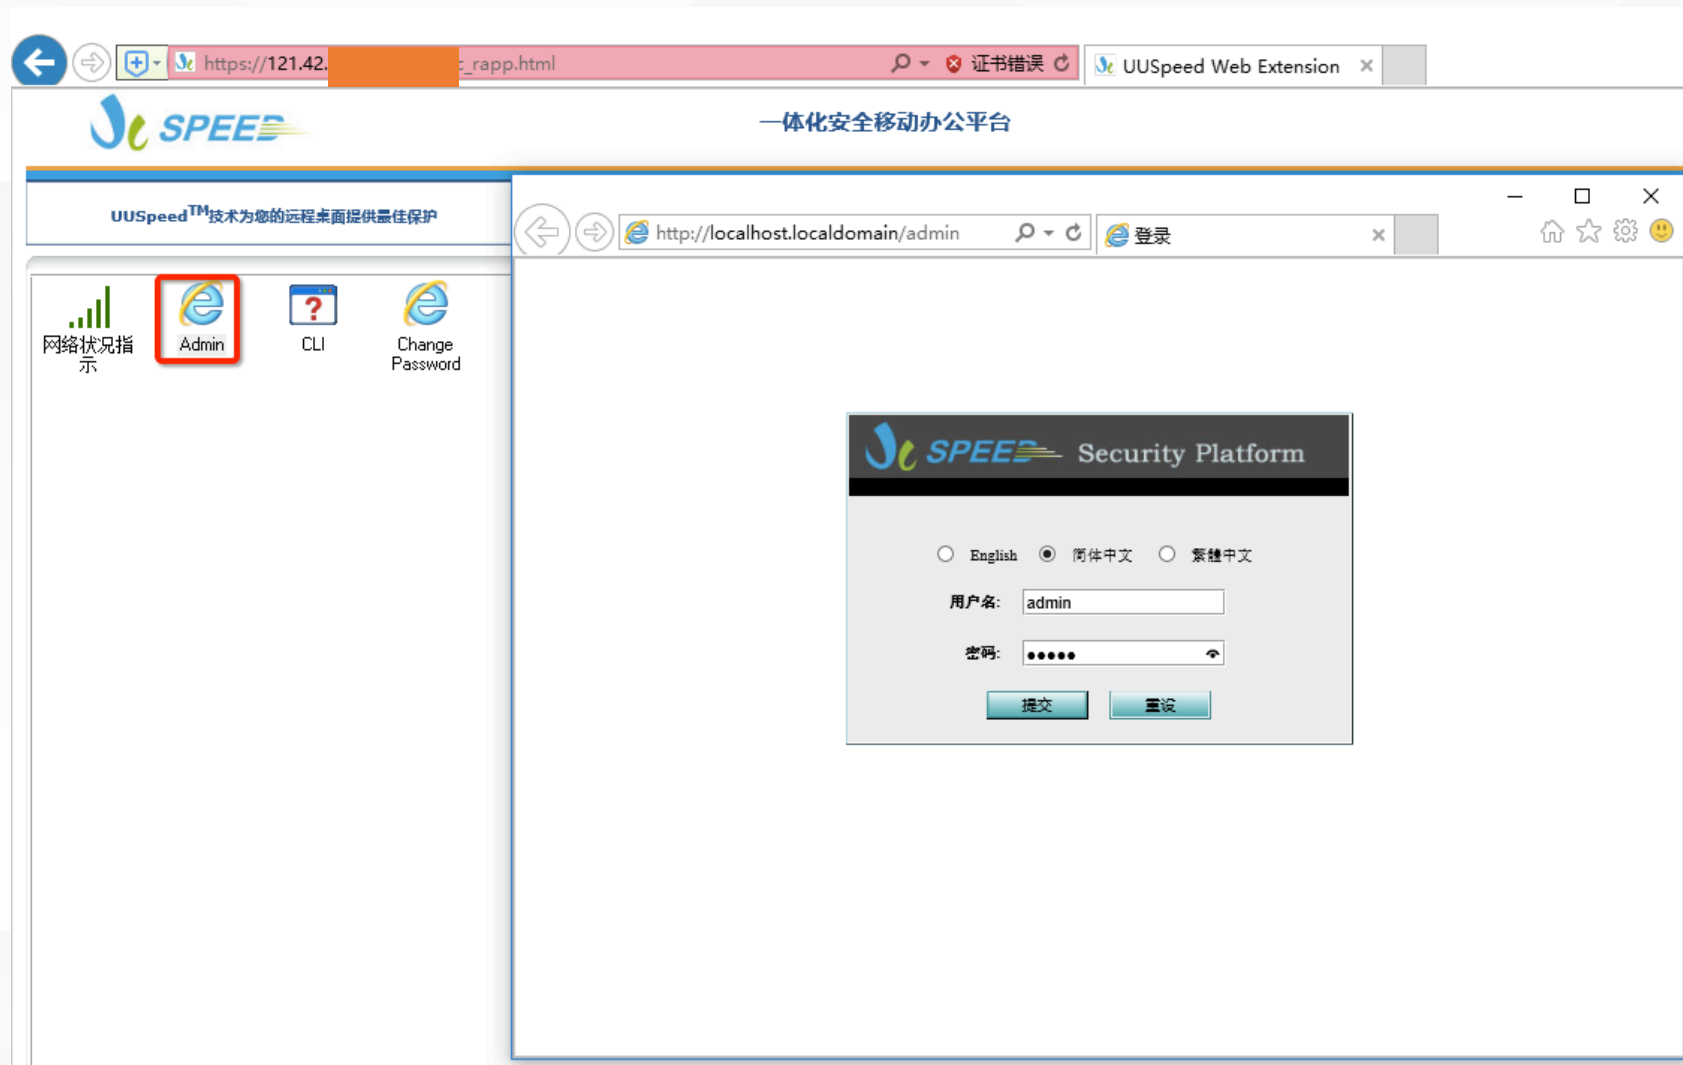 https://121.42.
_rapp.html
证书错误
UUSpeed Web Extension
SPEED
一体化安全移动办公平台
UUSpeedTM技术为您的远程桌面提供最佳保护
http://localhost.localdomain/admin
登录
网络状况指
示
Admin
CLI
Change
Password
SPEED Security Platform
English 简体中文 繁體中文
用户名: admin
密码: •••••
提交 重设